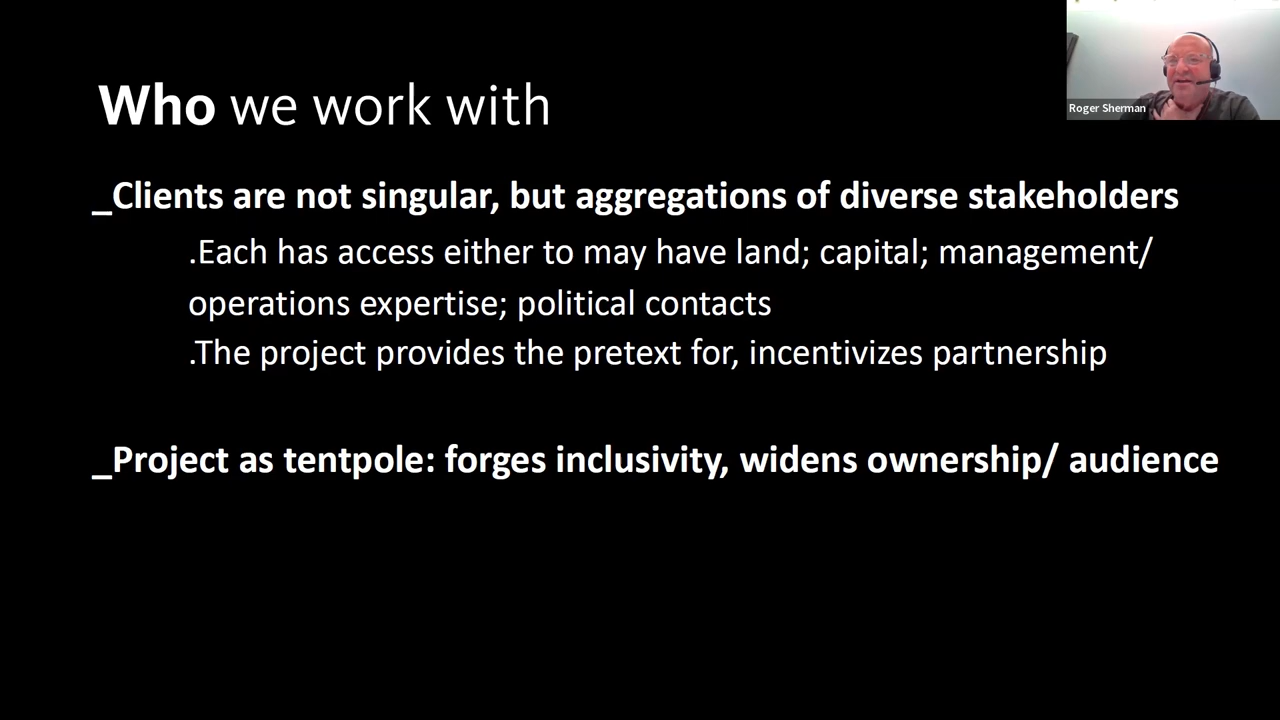 Roger Sherman
Who we work with
_Clients are not singular, but aggregations of diverse stakeholders
.Each has access either to may have land; capital; management/
operations expertise; political contacts
.The project provides the pretext for, incentivizes partnership
_Project as tentpole: forges inclusivity, widens ownership/ audience